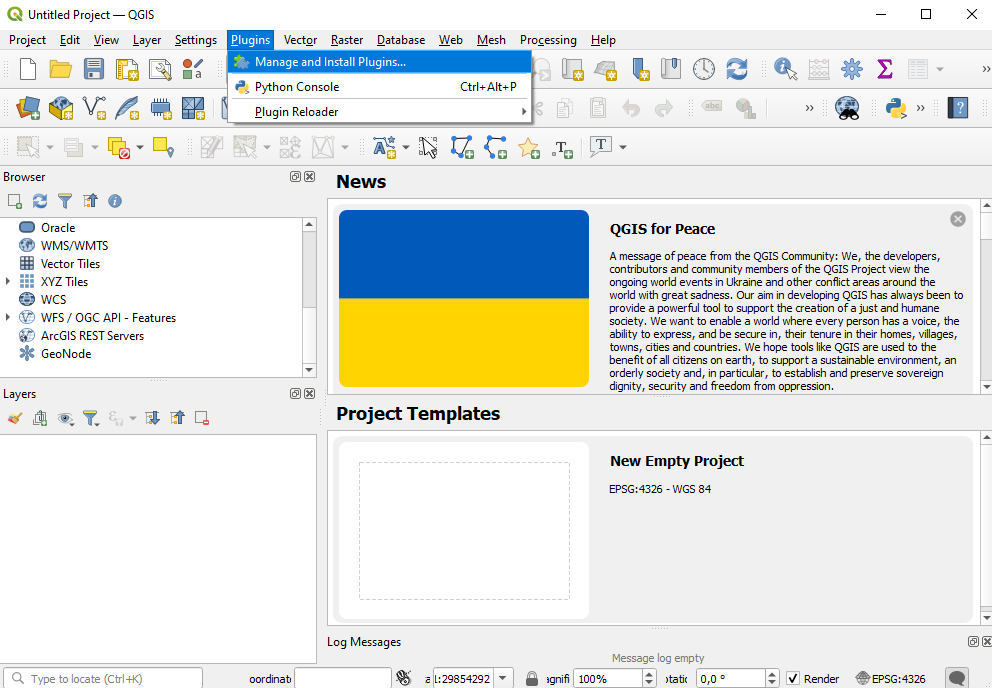 Untitled Project — QGIS
Project Edit View Layer Settings Plugins Vector Raster Database Web Mesh Processing Help
Manage and Install Plugins...
Python Console Ctrl+Alt+P
Plugin Reloader
abc
T
T
Browser
Oracle
WMS/WMTS
Vector Tiles
XYZ Tiles
WCS
WFS / OGC API - Features
ArcGIS REST Servers
GeoNode
Layers
News
QGIS for Peace
A message of peace from the QGIS Community: We, the developers,
contributors and community members of the QGIS Project view the
ongoing world events in Ukraine and other conflict areas around the
world with great sadness. Our aim in developing QGIS has always been to
provide a powerful tool to support the creation of a just and humane
society. We want to enable a world where every person has a voice, the
ability to express, and be secure in, their tenure in their homes, villages,
towns, cities and countries. We hope tools like QGIS are used to the
benefit of all citizens on earth, to support a sustainable environment, an
orderly society and, in particular, to establish and preserve sovereign
dignity, security and freedom from oppression.
Project Templates
New Empty Project
EPSG:4326 - WGS 84
Log Messages
Message log empty
Type to locate (Ctrl+K) oordinat 1:29854292 agnifi 100% otatic 0,0 ° Render EPSG:4326